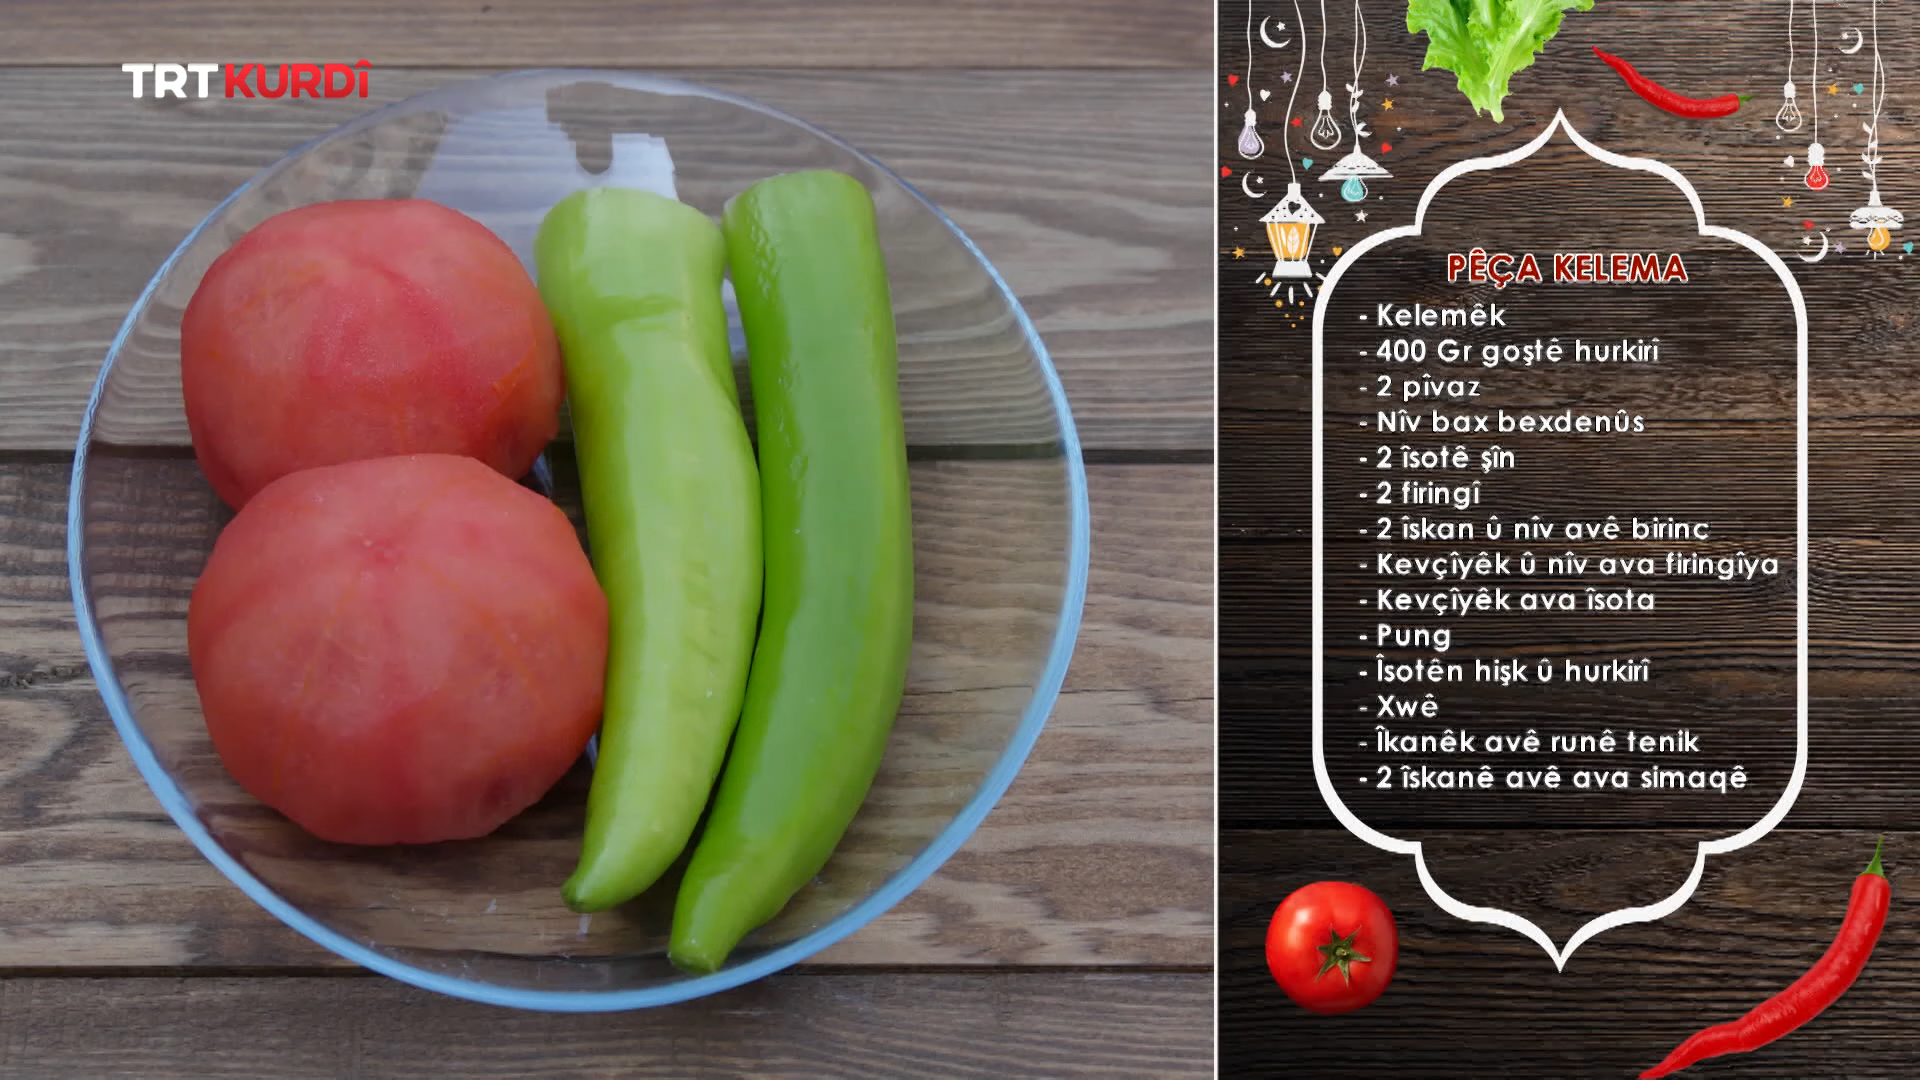 TRT KURDÎ
PÊÇA KELEMA
- Kelemêk
- 400 Gr goştê hurkirî
- 2 pîvaz
- Nîv bax bexdenûs
- 2 îsotê şîn
- 2 firingî
- 2 îskan û nîv avê birinc
- Kevçîyêk û nîv ava firingîya
- Kevçîyêk ava îsota
- Pung
- Îsotên hişk û hurkirî
- Xwê
- Îkanêk avê runê tenik
- 2 îskanê avê ava simaqê